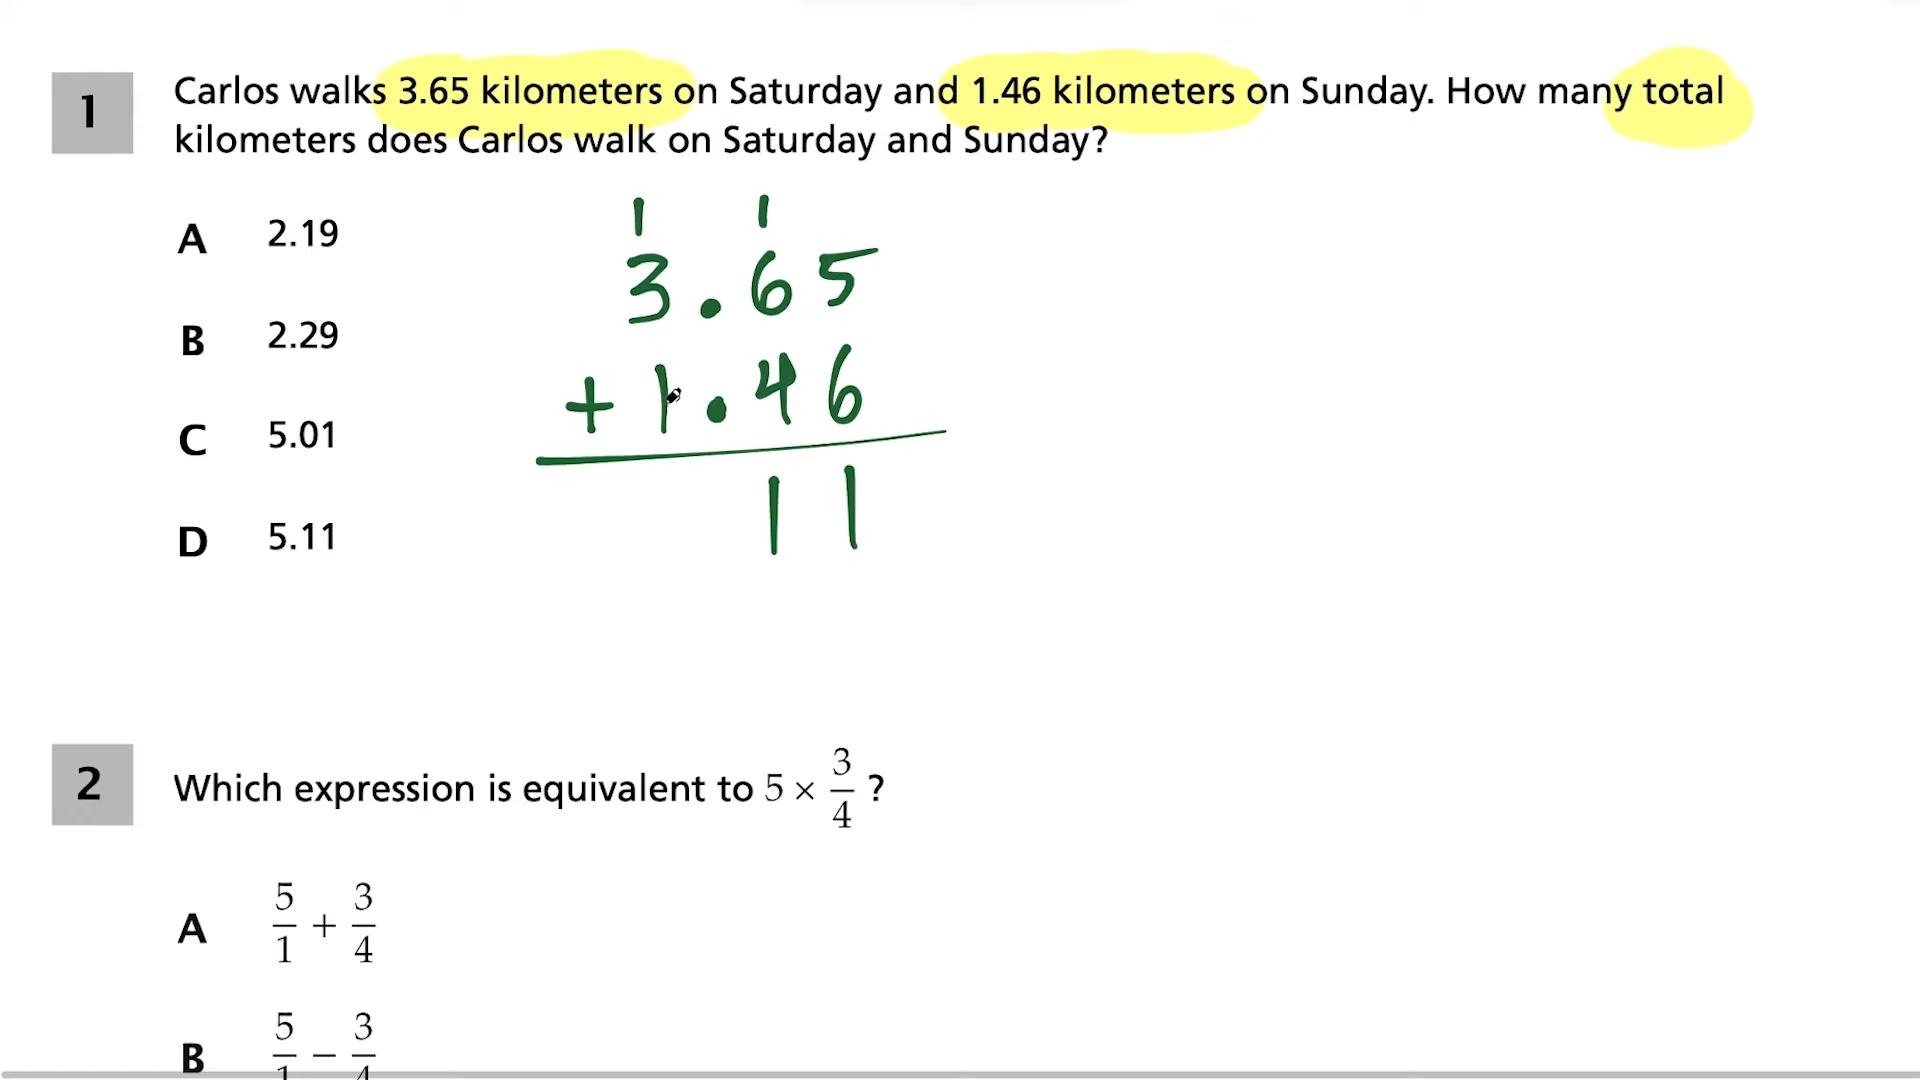 1
Carlos walks 3.65 kilometers on Saturday and 1.46 kilometers on Sunday. How many total
kilometers does Carlos walk on Saturday and Sunday?
A 2.19
B 2.29
C 5.01
D 5.11
1 1
3.65
+ 1.46
11
2
Which expression is equivalent to 5 × 3/4 ?
A 5/1 + 3/4
B 5/1 − 3/4